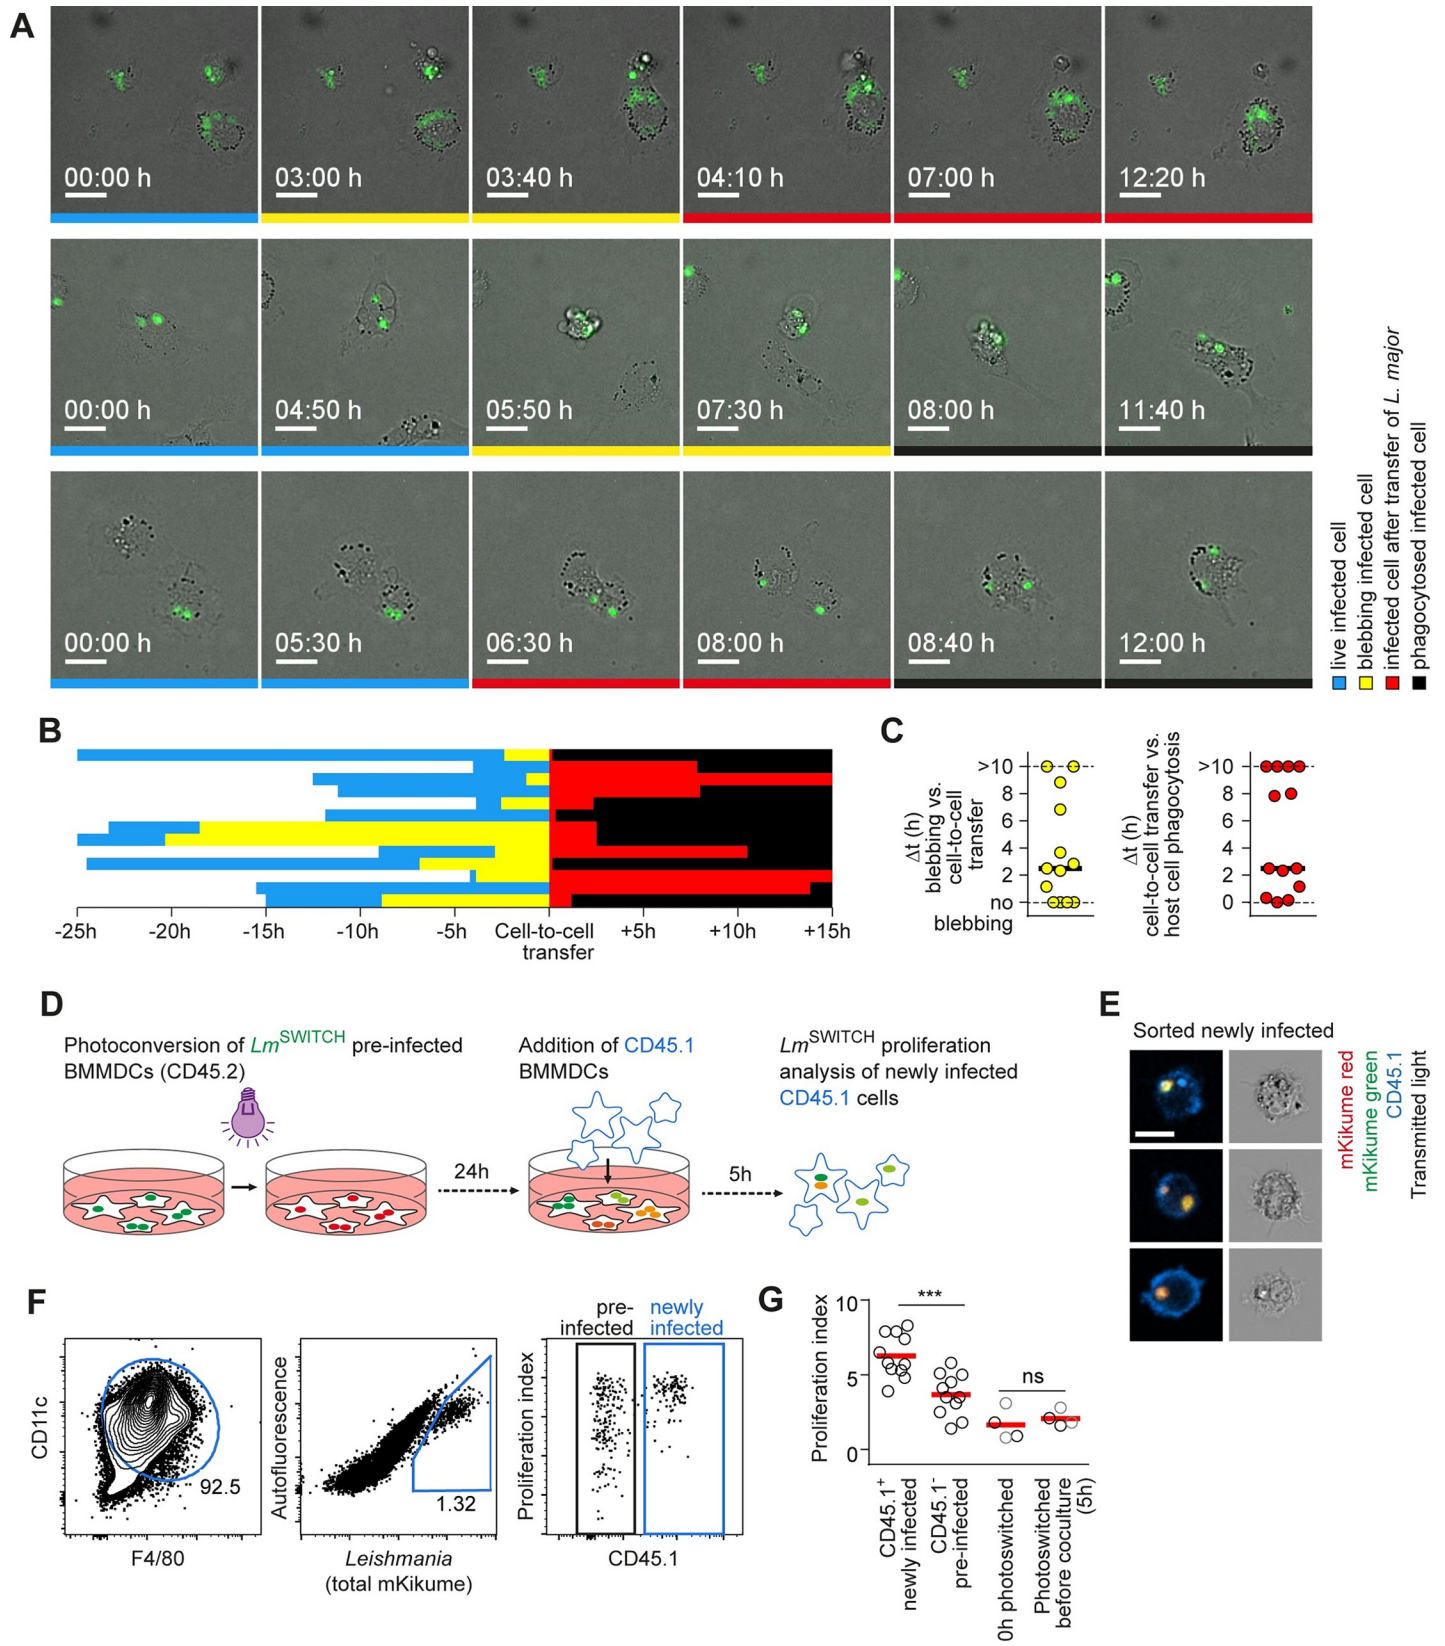 A
00:00 h
03:00 h
03:40 h
04:10 h
07:00 h
12:20 h
00:00 h
04:50 h
05:50 h
07:30 h
08:00 h
11:40 h
00:00 h
05:30 h
06:30 h
08:00 h
08:40 h
12:00 h
live infected cell
blebbing infected cell
infected cell after transfer of L. major
phagocytosed infected cell
B
-25h
-20h
-15h
-10h
-5h
Cell-to-cell
transfer
+5h
+10h
+15h
C
Δt (h)
blebbing vs.
cell-to-cell
transfer
>10
8
6
4
2
no
blebbing
Δt (h)
cell-to-cell transfer vs.
host cell phagocytosis
>10
8
6
4
2
0
D
Photoconversion of LmSWITCH pre-infected
BMMDCs (CD45.2)
Addition of CD45.1
BMMDCs
LmSWITCH proliferation
analysis of newly infected
CD45.1 cells
24h
5h
E
Sorted newly infected
mKikume red
mKikume green
CD45.1
Transmitted light
F
CD11c
92.5
F4/80
Autofluorescence
1.32
Leishmania
(total mKikume)
pre-
infected
newly
infected
Proliferation index
CD45.1
G
Proliferation index
10
5
0
***
ns
CD45.1+
newly infected
CD45.1-
pre-infected
0h photoswitched
Photoswitched
before coculture
(5h)